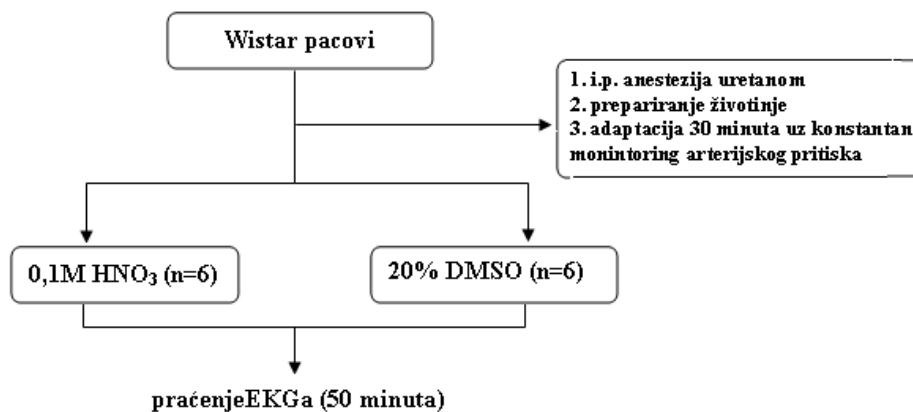 Wistar pacovi
1. i.p. anestezija uretanom
2. prepariranje životinje
3. adaptacija 30 minuta uz konstantan
monintoring arterijskog pritiska
0,1M HNO₃ (n=6)
20% DMSO (n=6)
praćenjeEKGa (50 minuta)